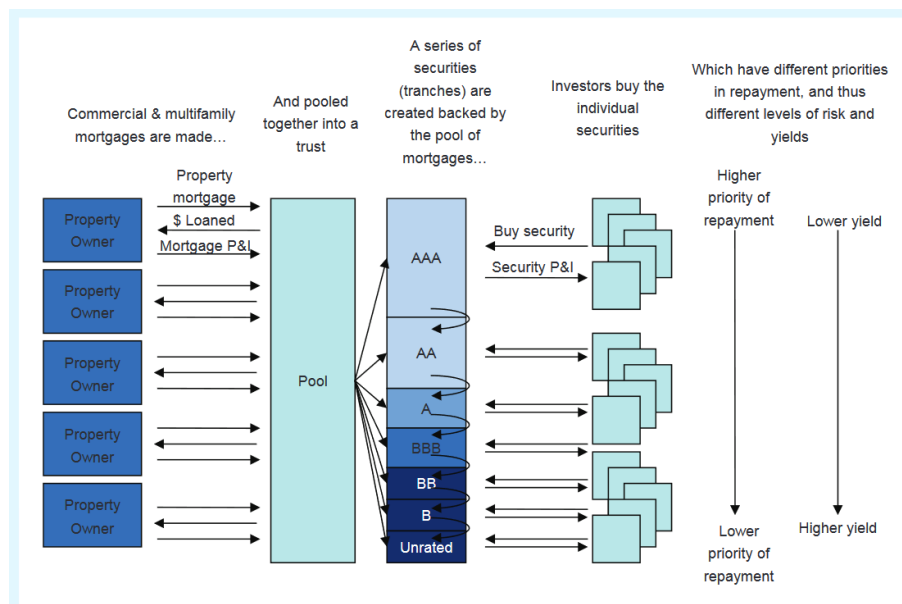 Commercial & multifamily
mortgages are made…
And pooled
together into a
trust
A series of
securities
(tranches) are
created backed by
the pool of
mortgages…
Investors buy the
individual
securities
Which have different priorities
in repayment, and thus
different levels of risk and
yields
Property
Owner
Property
mortgage
$ Loaned
Mortgage P&I
Property
Owner
Property
Owner
Property
Owner
Property
Owner
Pool
AAA
AA
A
BBB
BB
B
Unrated
Buy security
Security P&I
Higher
priority of
repayment
Lower yield
Lower
priority of
repayment
Higher yield